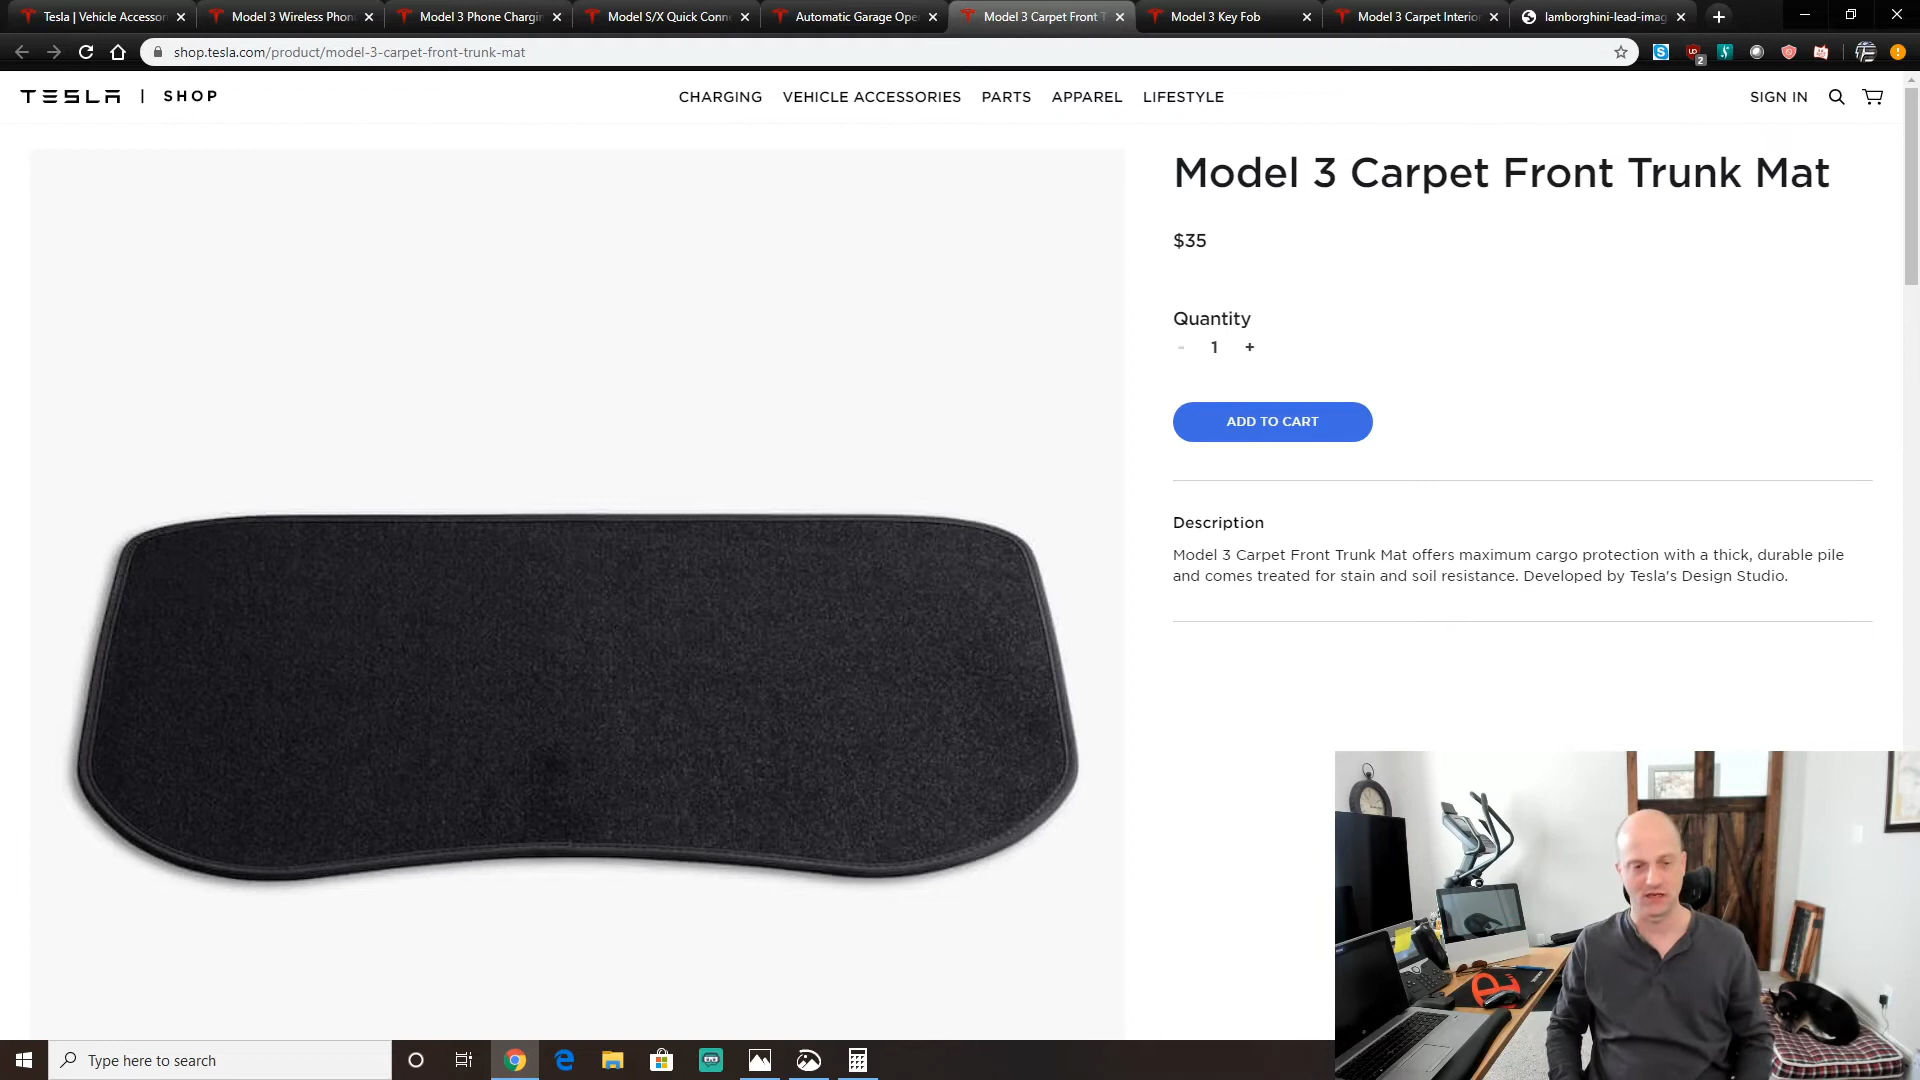 Tesla | Vehicle Accessor
Model 3 Wireless Phon
Model 3 Phone Chargin
Model S/X Quick Conne
Automatic Garage Ope
Model 3 Carpet Front T
Model 3 Key Fob
Model 3 Carpet Interio
lamborghini-lead-imag
shop.tesla.com/product/model-3-carpet-front-trunk-mat
2
TESLA | SHOP
CHARGING VEHICLE ACCESSORIES PARTS APPAREL LIFESTYLE
SIGN IN
Model 3 Carpet Front Trunk Mat
$35
Quantity
- 1 +
ADD TO CART
Description
Model 3 Carpet Front Trunk Mat offers maximum cargo protection with a thick, durable pile
and comes treated for stain and soil resistance. Developed by Tesla's Design Studio.
Type here to search